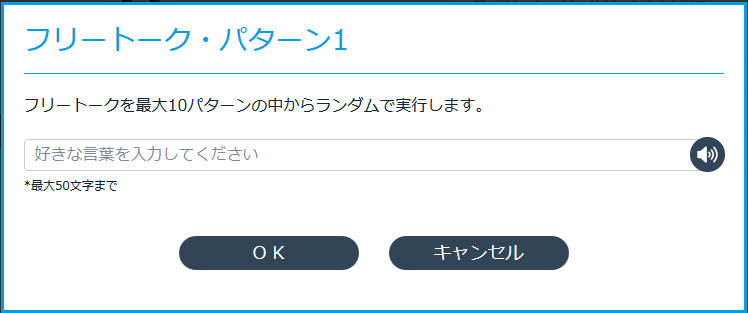 フリートーク・パターン1
フリートークを最大10パターンの中からランダムで実行します。
好きな言葉を入力してください
*最大50文字まで
ＯＫ
キャンセル